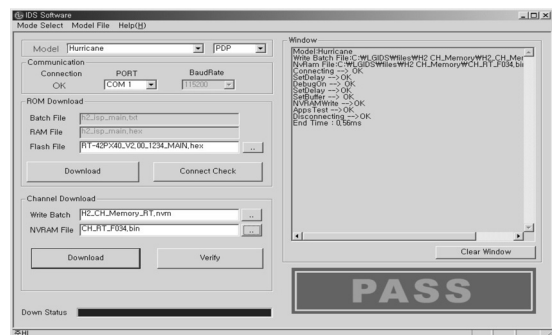 IDS Software
Mode Select Model File Help(H)
Model Hurricane PDP
Communication
Connection PORT BaudRate
OK COM 1 115200
ROM Download
Batch File h2_isp_main,txt
RAM File h2_isp_main,hex
Flash File RT-42PX40_V2,00_1234_MAIN,hex ..
Download Connect Check
Channel Download
Write Batch H2_CH_Memory_RT,nvm ..
NVRAM File CH_RT_F034,bin ..
Download Verify
Down Status
준비
Window
Model:Hurricane
Write Batch File:C:₩LGIDS₩files₩H2 CH_Memory₩H2_CH_Mer
NvRam File:C:₩LGIDS₩files₩H2 CH_Memory₩CH_RT_F034,bin
Connecting --> OK
SetDelay --> OK
DebugOn --> OK
SetDelay --> OK
SetBuffer --> OK
NVRAMWrite --> OK
AppsTest -->OK
Disconnecting -->OK
End Time : 0,56ms
Clear Window
PASS